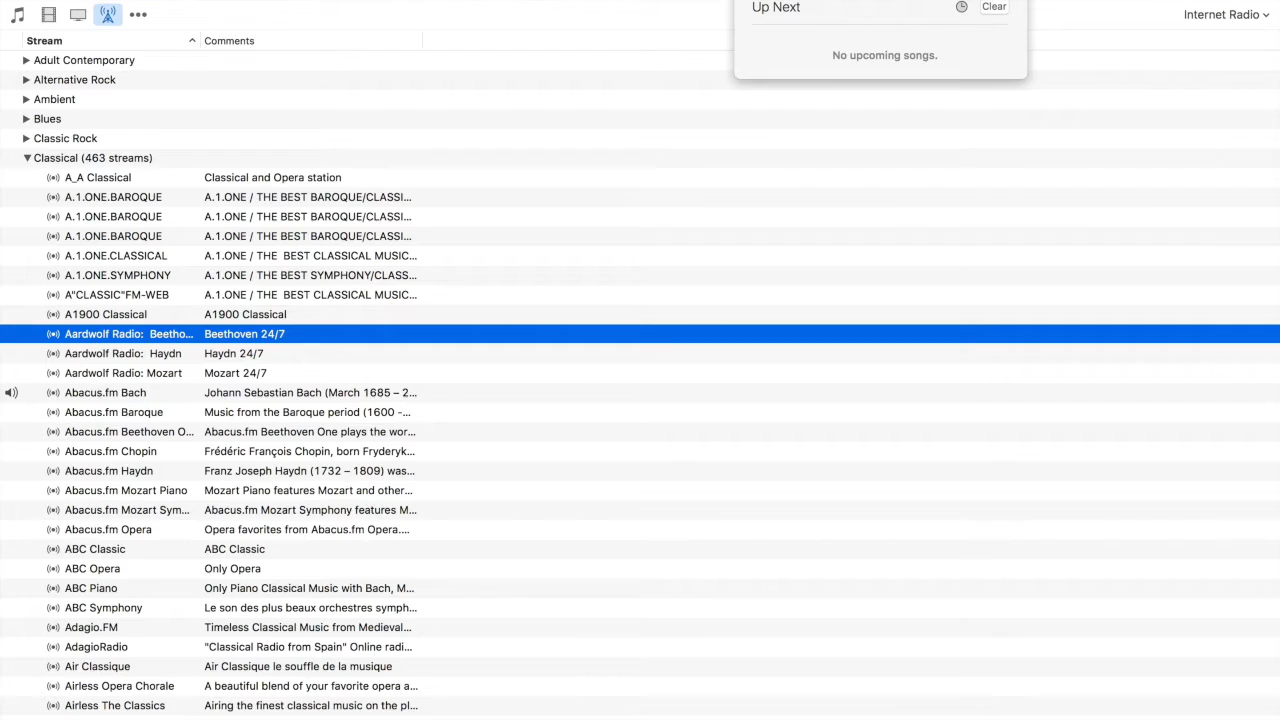 Up Next Clear
Internet Radio
Stream Comments
No upcoming songs.
Adult Contemporary
Alternative Rock
Ambient
Blues
Classic Rock
Classical (463 streams)
A_A Classical Classical and Opera station
A.1.ONE.BAROQUE A.1.ONE / THE BEST BAROQUE/CLASSI...
A.1.ONE.BAROQUE A.1.ONE / THE BEST BAROQUE/CLASSI...
A.1.ONE.BAROQUE A.1.ONE / THE BEST BAROQUE/CLASSI...
A.1.ONE.CLASSICAL A.1.ONE / THE  BEST CLASSICAL MUSIC...
A.1.ONE.SYMPHONY A.1.ONE / THE BEST SYMPHONY/CLASS...
A"CLASSIC"FM-WEB A.1.ONE / THE  BEST CLASSICAL MUSIC...
A1900 Classical A1900 Classical
Aardwolf Radio:  Beetho... Beethoven 24/7
Aardwolf Radio:  Haydn Haydn 24/7
Aardwolf Radio: Mozart Mozart 24/7
Abacus.fm Bach Johann Sebastian Bach (March 1685 – 2...
Abacus.fm Baroque Music from the Baroque period (1600 -...
Abacus.fm Beethoven O... Abacus.fm Beethoven One plays the wor...
Abacus.fm Chopin Frédéric François Chopin, born Fryderyk...
Abacus.fm Haydn Franz Joseph Haydn (1732 – 1809) was...
Abacus.fm Mozart Piano Mozart Piano features Mozart and other...
Abacus.fm Mozart Sym... Abacus.fm Mozart Symphony features M...
Abacus.fm Opera Opera favorites from Abacus.fm Opera....
ABC Classic ABC Classic
ABC Opera Only Opera
ABC Piano Only Piano Classical Music with Bach, M...
ABC Symphony Le son des plus beaux orchestres symph...
Adagio.FM Timeless Classical Music from Medieval...
AdagioRadio "Classical Radio from Spain" Online radi...
Air Classique Air Classique le souffle de la musique
Airless Opera Chorale A beautiful blend of your favorite opera a...
Airless The Classics Airing the finest classical music on the pl...